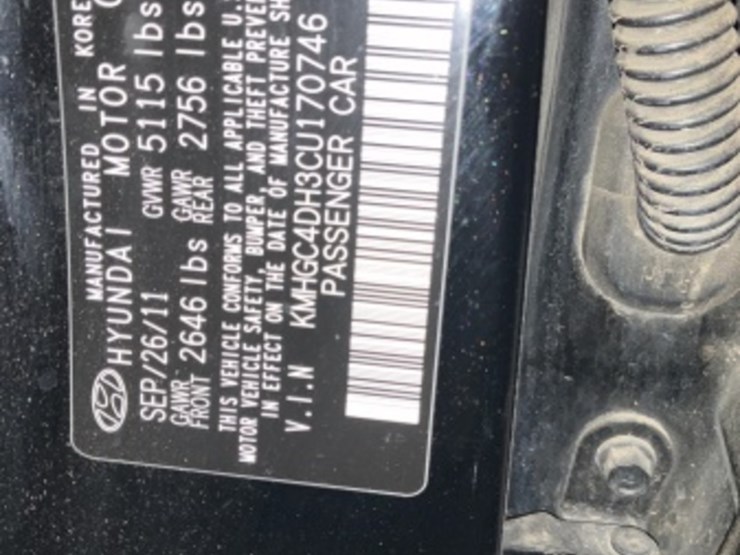 MANUFACTURED IN KORE
HYUNDAI MOTOR C
SEP/26/11 GVWR 5115 lbs
GAWR FRONT 2646 lbs GAWR REAR 2756 lbs
THIS VEHICLE CONFORMS TO ALL APPLICABLE U.S
MOTOR VEHICLE SAFETY, BUMPER, AND THEFT PREVE
IN EFFECT ON THE DATE OF MANUFACTURE SH
V.I.N KMHGC4DH3CU170746
PASSENGER CAR